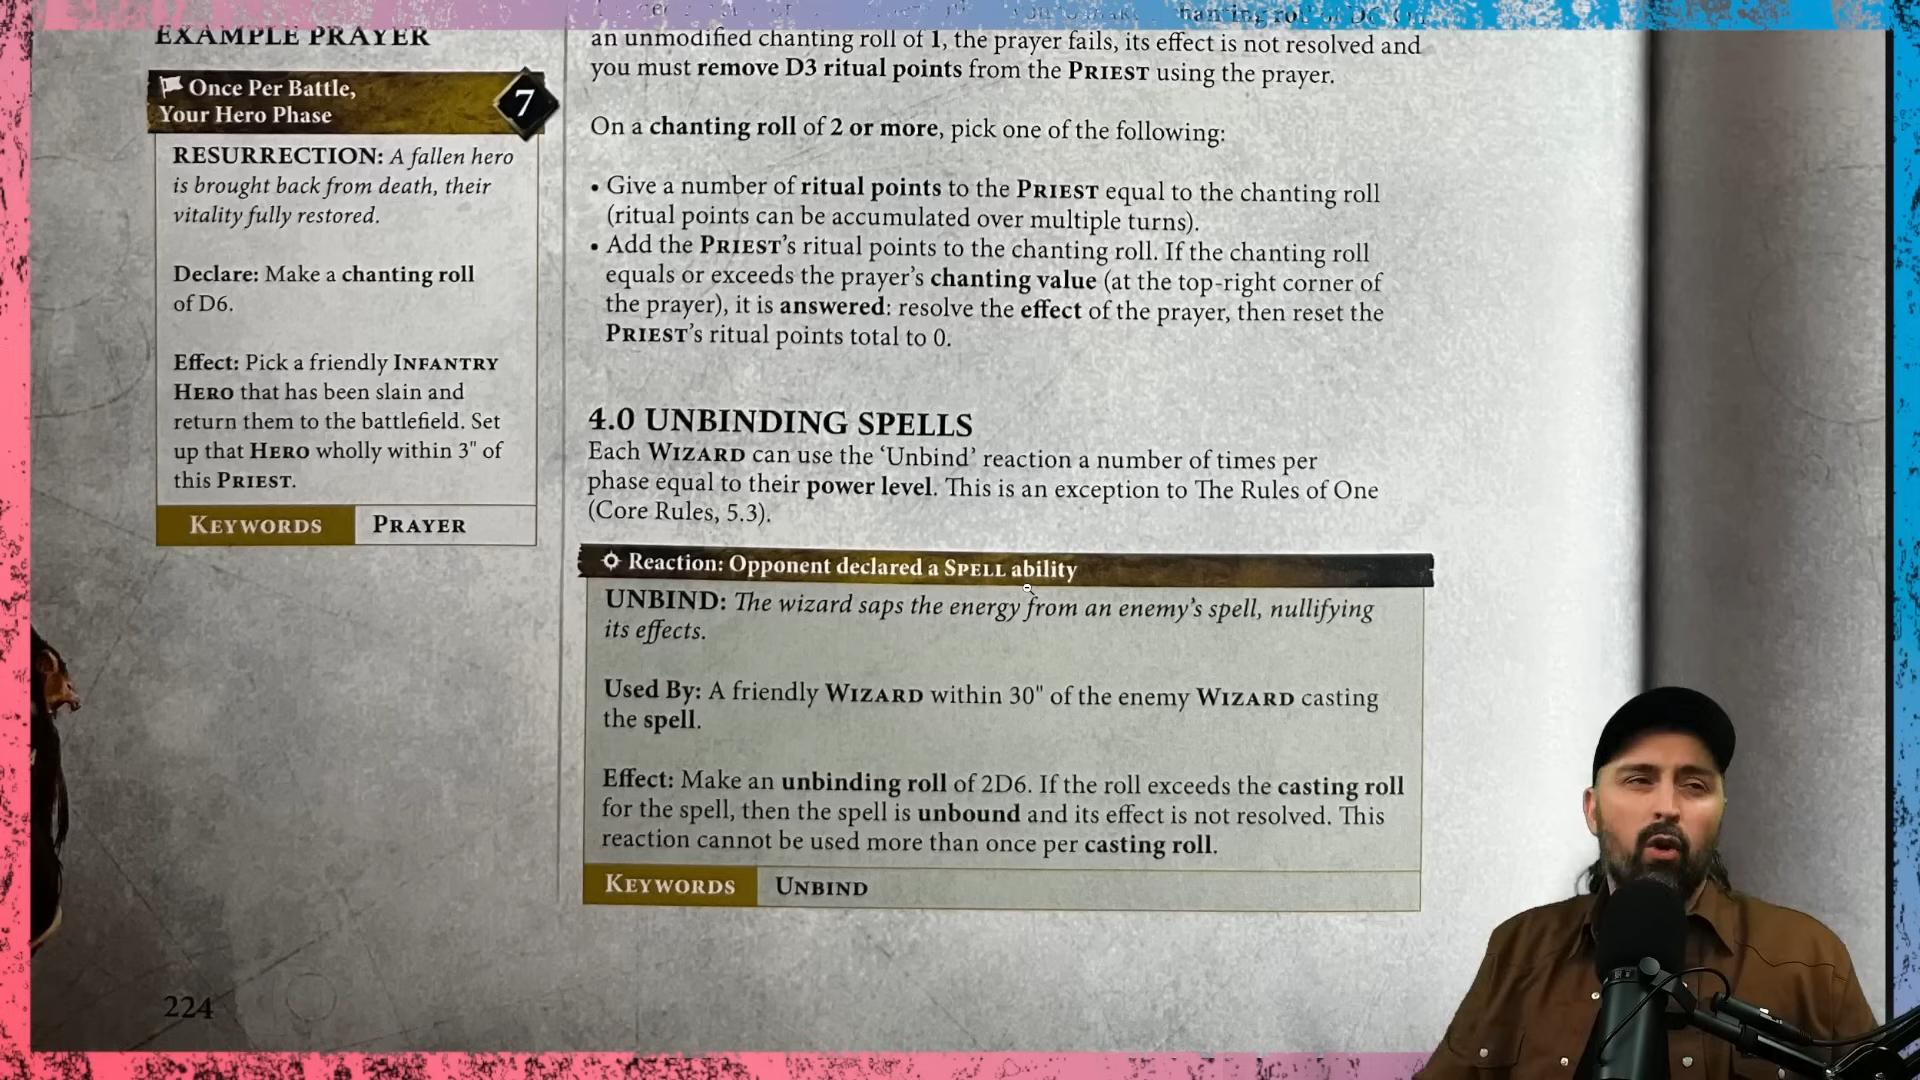 EXAMPLE PRAYER
Once Per Battle,
Your Hero Phase
7
RESURRECTION: A fallen hero
is brought back from death, their
vitality fully restored.
Declare: Make a chanting roll
of D6.
Effect: Pick a friendly INFANTRY
HERO that has been slain and
return them to the battlefield. Set
up that HERO wholly within 3" of
this PRIEST.
KEYWORDS PRAYER
an unmodified chanting roll of 1, the prayer fails, its effect is not resolved and
you must remove D3 ritual points from the PRIEST using the prayer.
On a chanting roll of 2 or more, pick one of the following:
• Give a number of ritual points to the PRIEST equal to the chanting roll
(ritual points can be accumulated over multiple turns).
• Add the PRIEST's ritual points to the chanting roll. If the chanting roll
equals or exceeds the prayer's chanting value (at the top-right corner of
the prayer), it is answered: resolve the effect of the prayer, then reset the
PRIEST's ritual points total to 0.
4.0 UNBINDING SPELLS
Each WIZARD can use the 'Unbind' reaction a number of times per
phase equal to their power level. This is an exception to The Rules of One
(Core Rules, 5.3).
Reaction: Opponent declared a SPELL ability
UNBIND: The wizard saps the energy from an enemy's spell, nullifying
its effects.
Used By: A friendly WIZARD within 30" of the enemy WIZARD casting
the spell.
Effect: Make an unbinding roll of 2D6. If the roll exceeds the casting roll
for the spell, then the spell is unbound and its effect is not resolved. This
reaction cannot be used more than once per casting roll.
KEYWORDS UNBIND
224